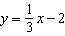 y = 1/3 x − 2